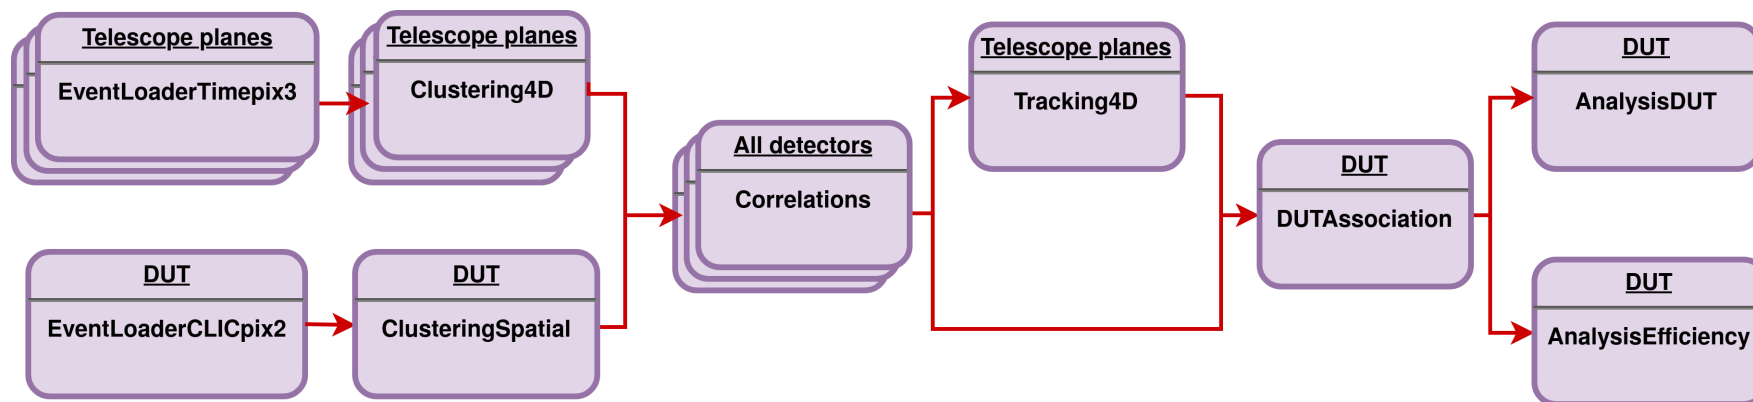 Telescope planes
EventLoaderTimepix3
Telescope planes
Clustering4D
DUT
EventLoaderCLICpix2
DUT
ClusteringSpatial
All detectors
Correlations
Telescope planes
Tracking4D
DUT
DUTAssociation
DUT
AnalysisDUT
DUT
AnalysisEfficiency